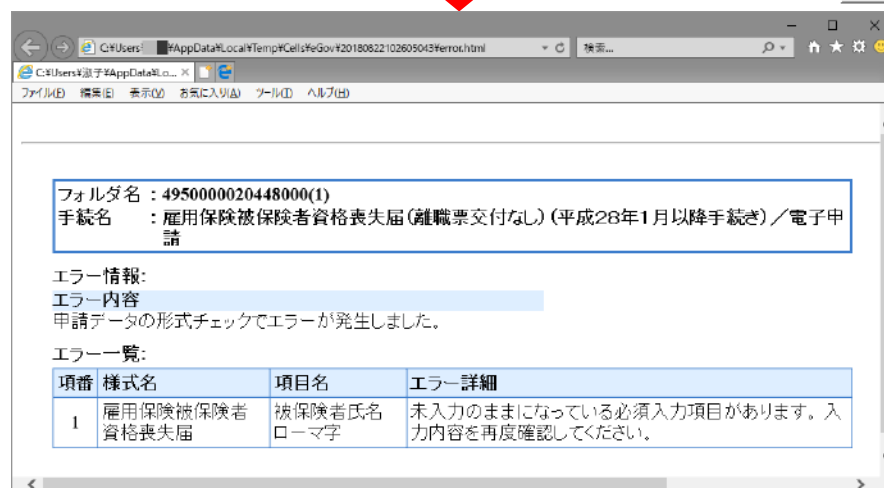 C:¥Users¥ ¥AppData¥Local¥Temp¥Cells¥eGov¥20180822102605043¥error.html
検索...
C:¥Users¥淑子¥AppData¥Lo...
ファイル(F) 編集(E) 表示(V) お気に入り(A) ツール(T) ヘルプ(H)
フォルダ名 : 4950000020448000(1)
手続名 : 雇用保険被保険者資格喪失届(離職票交付なし)(平成28年1月以降手続き)／電子申
請
エラー情報:
エラー内容
申請データの形式チェックでエラーが発生しました。
エラー一覧:
項番 様式名 項目名 エラー詳細
1 雇用保険被保険者 被保険者氏名 未入力のままになっている必須入力項目があります。入
資格喪失届 ローマ字 力内容を再度確認してください。